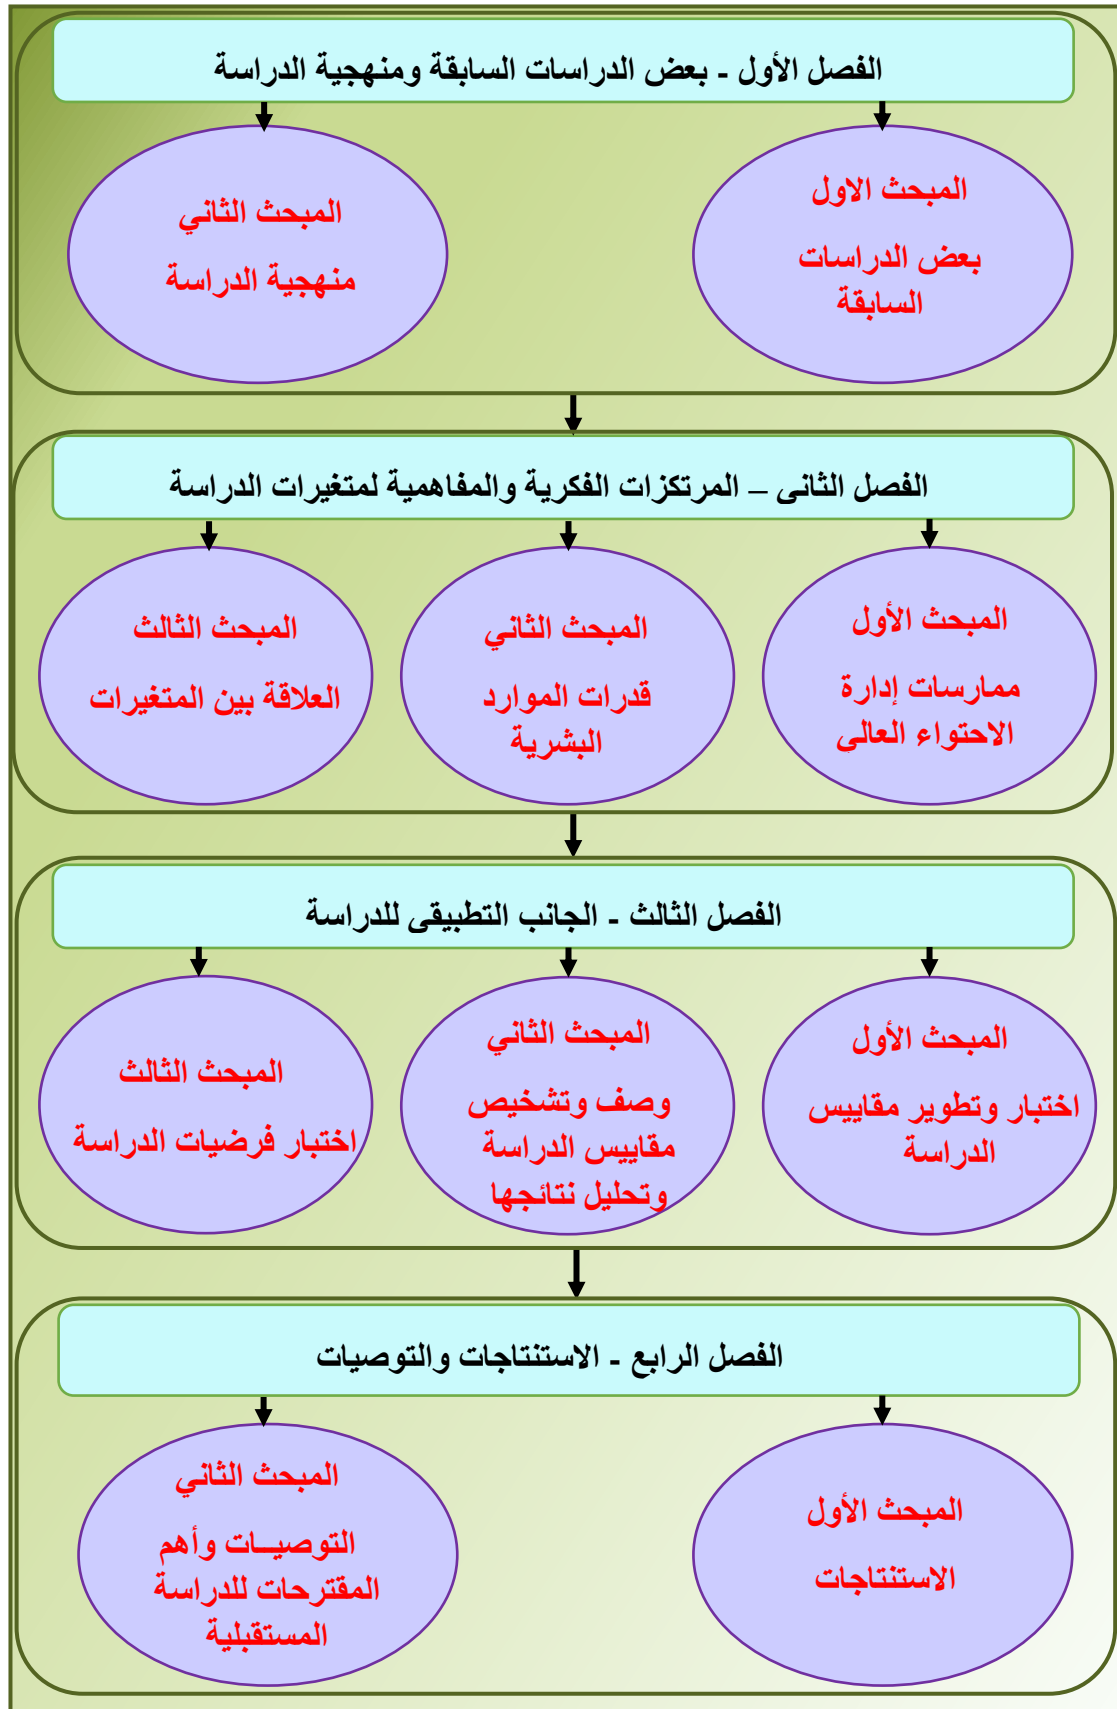 الفصل الأول - بعض الدراسات السابقة ومنهجية الدراسة
المبحث الاول
بعض الدراسات
السابقة
المبحث الثاني
منهجية الدراسة
الفصل الثانى – المرتكزات الفكرية والمفاهمية لمتغيرات الدراسة
المبحث الأول
ممارسات إدارة
الاحتواء العالى
المبحث الثاني
قدرات الموارد
البشرية
المبحث الثالث
العلاقة بين المتغيرات
الفصل الثالث - الجانب التطبيقى للدراسة
المبحث الأول
اختبار وتطوير مقاييس
الدراسة
المبحث الثاني
وصف وتشخيص
مقاييس الدراسة
وتحليل نتائجها
المبحث الثالث
اختبار فرضيات الدراسة
الفصل الرابع - الاستنتاجات والتوصيات
المبحث الأول
الاستنتاجات
المبحث الثاني
التوصيــات وأهم
المقترحات للدراسة
المستقبلية